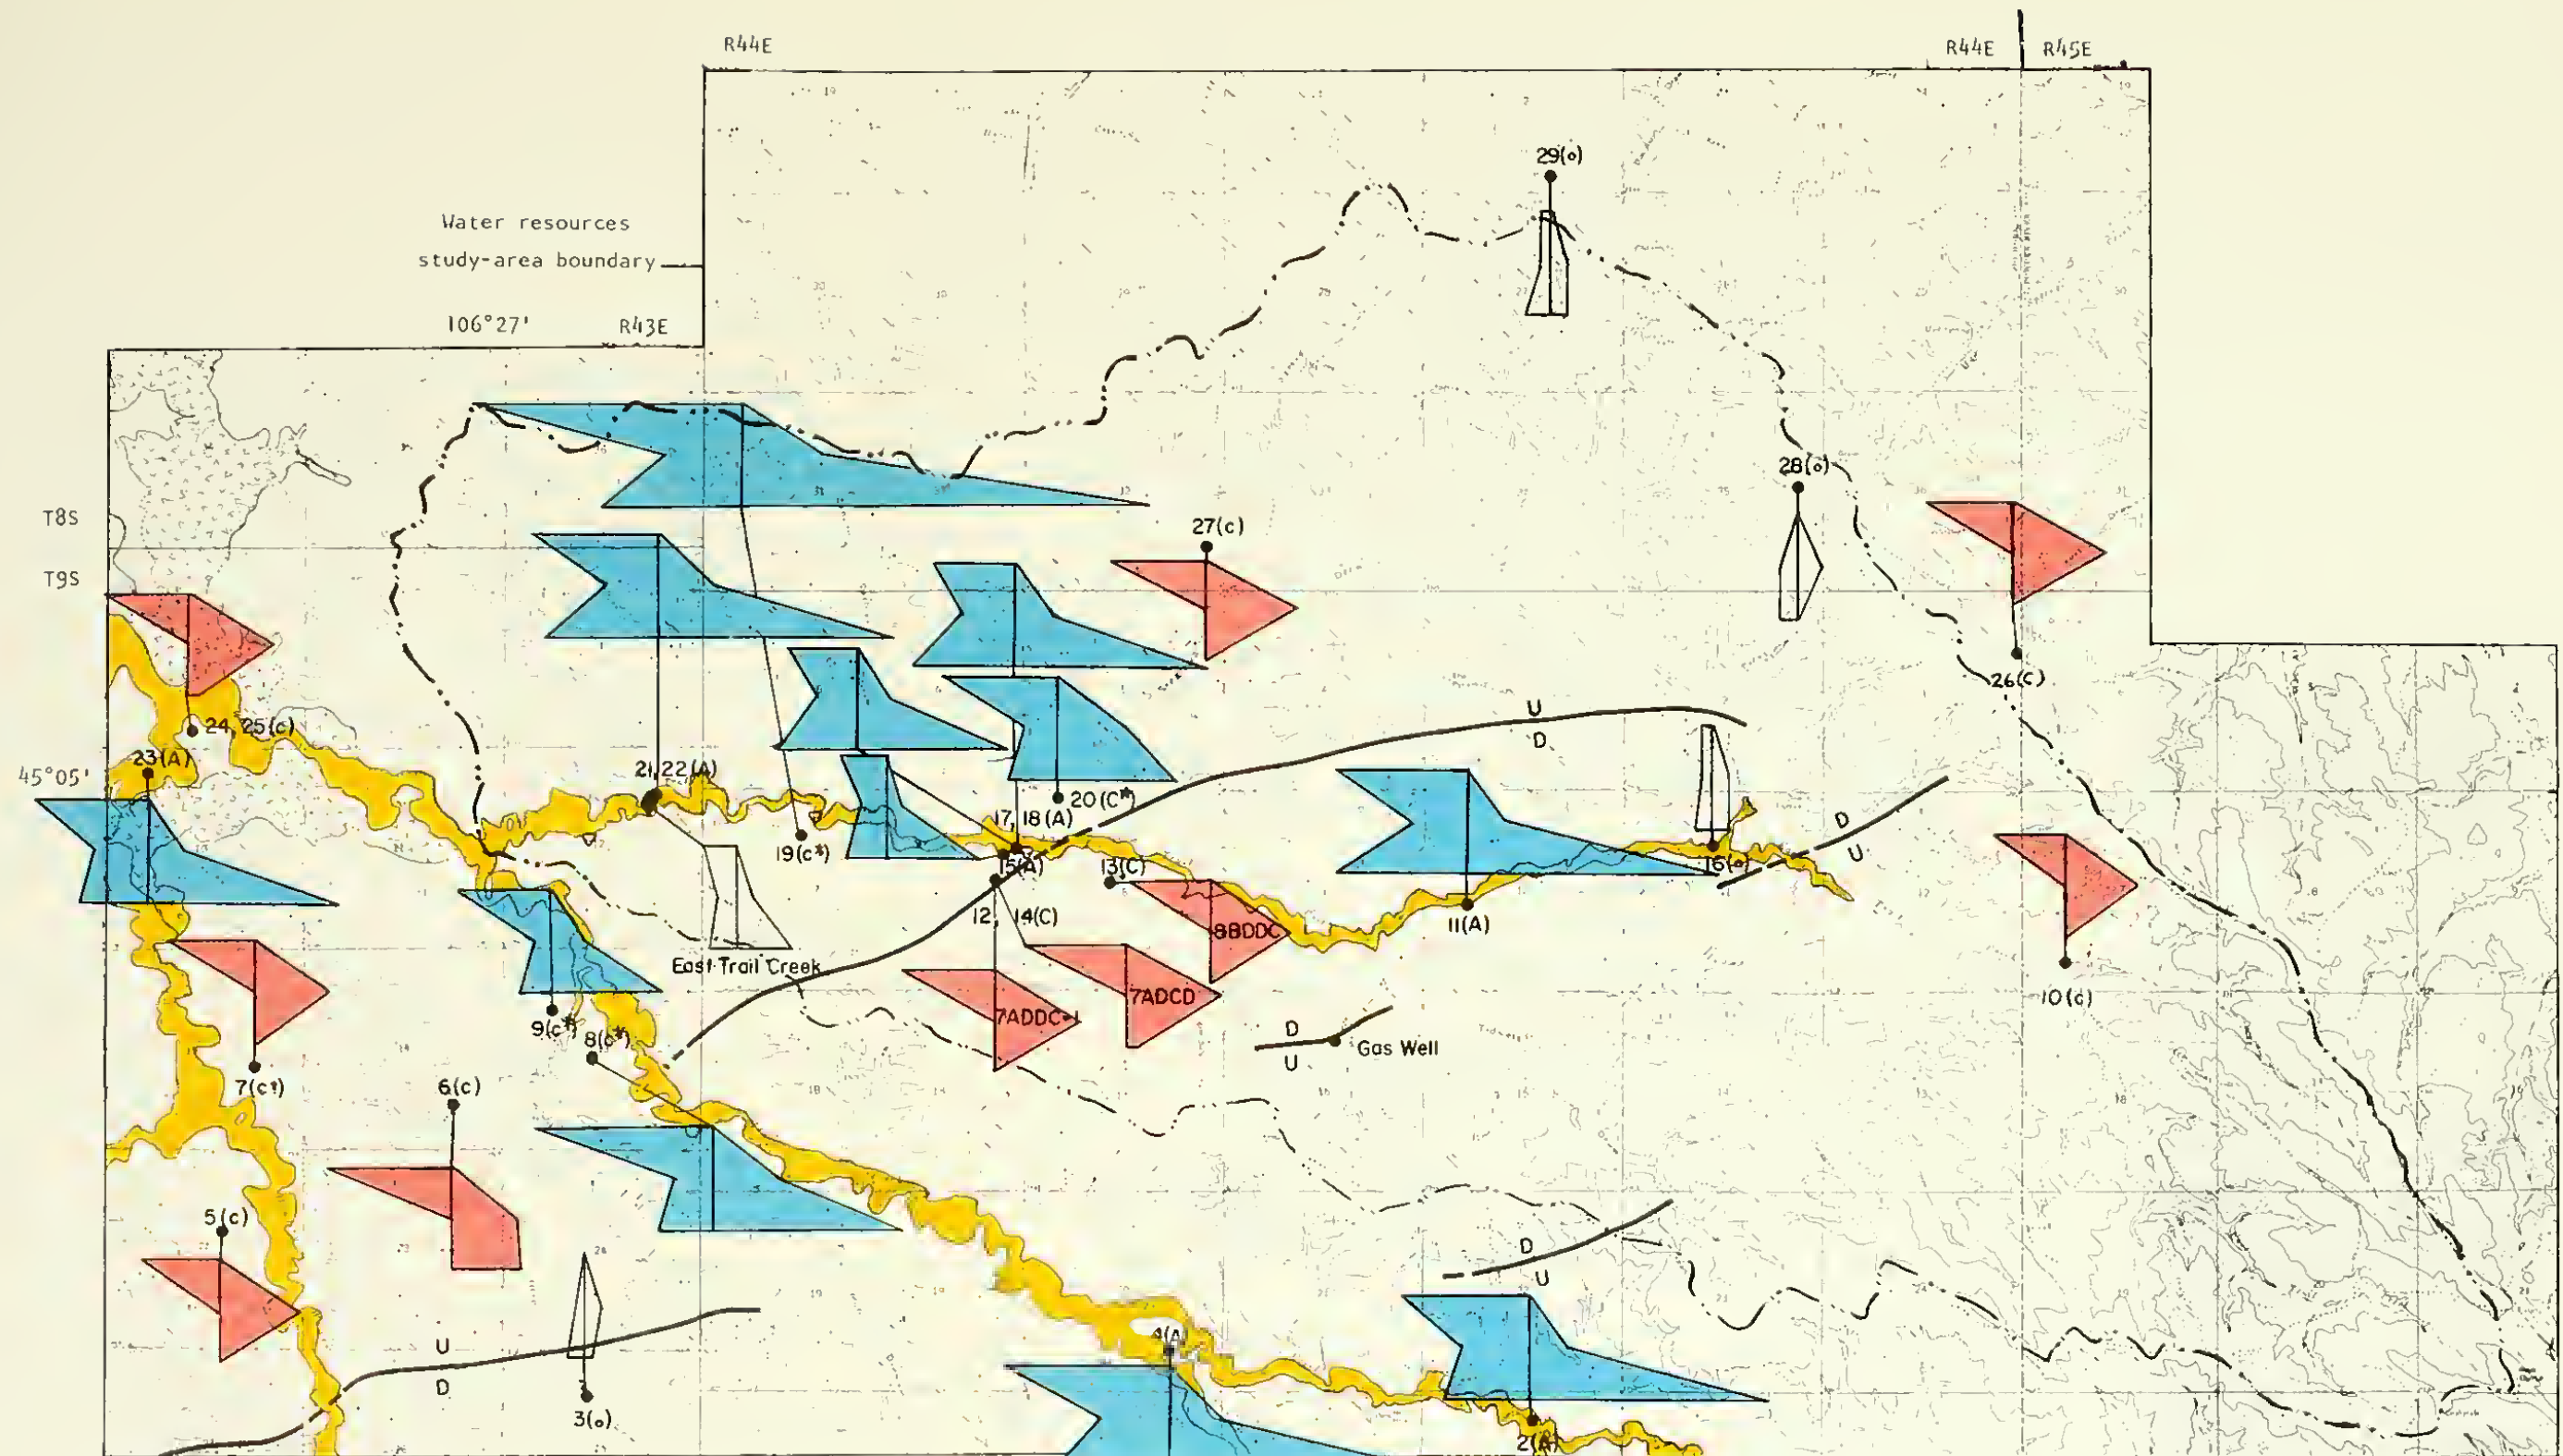 R44E
R44E
R45E
29(o)
Water resources
study-area boundary
106°27'
R43E
28(o)
T8S
27(c)
T9S
26(C)
U
D
24, 25(c)
23(A)
45°05'
21,22(A)
20(C*)
17, 18(A)
19(c*)
15(A)
13(C)
16(o)
D
U
12, 14(C)
11(A)
8BDDC
East Trail Creek
7ADCD
7ADDC-1
10(c)
9(c*)
8(c*)
D
U
Gas Well
7(c?)
6(c)
5(c)
D
U
4(A)
U
D
3(o)
2(A)